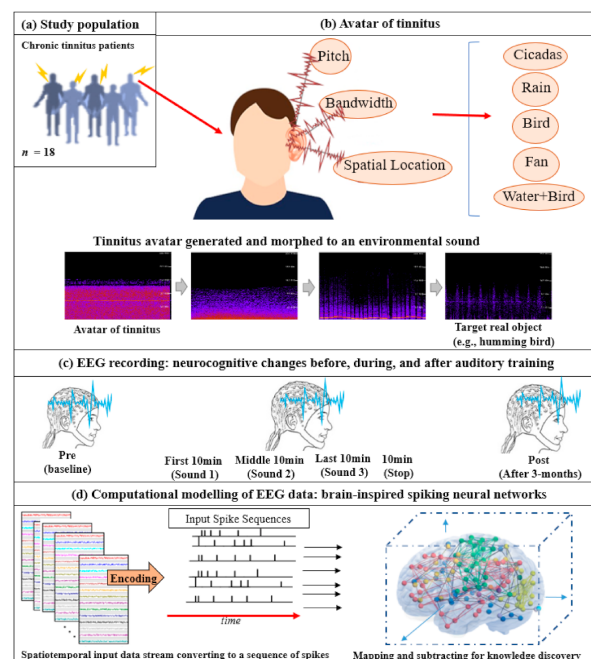 (a) Study population
Chronic tinnitus patients
n = 18
(b) Avatar of tinnitus
Pitch
Bandwidth
Spatial Location
Cicadas
Rain
Bird
Fan
Water+Bird
Tinnitus avatar generated and morphed to an environmental sound
Avatar of tinnitus
Target real object
(e.g., humming bird)
(c) EEG recording: neurocognitive changes before, during, and after auditory training
Pre
(baseline)
First 10min
(Sound 1)
Middle 10min
(Sound 2)
Last 10min
(Sound 3)
10min
(Stop)
Post
(After 3-months)
(d) Computational modelling of EEG data: brain-inspired spiking neural networks
Encoding
Input Spike Sequences
time
Spatiotemporal input data stream converting to a sequence of spikes
Mapping and subtracting for knowledge discovery